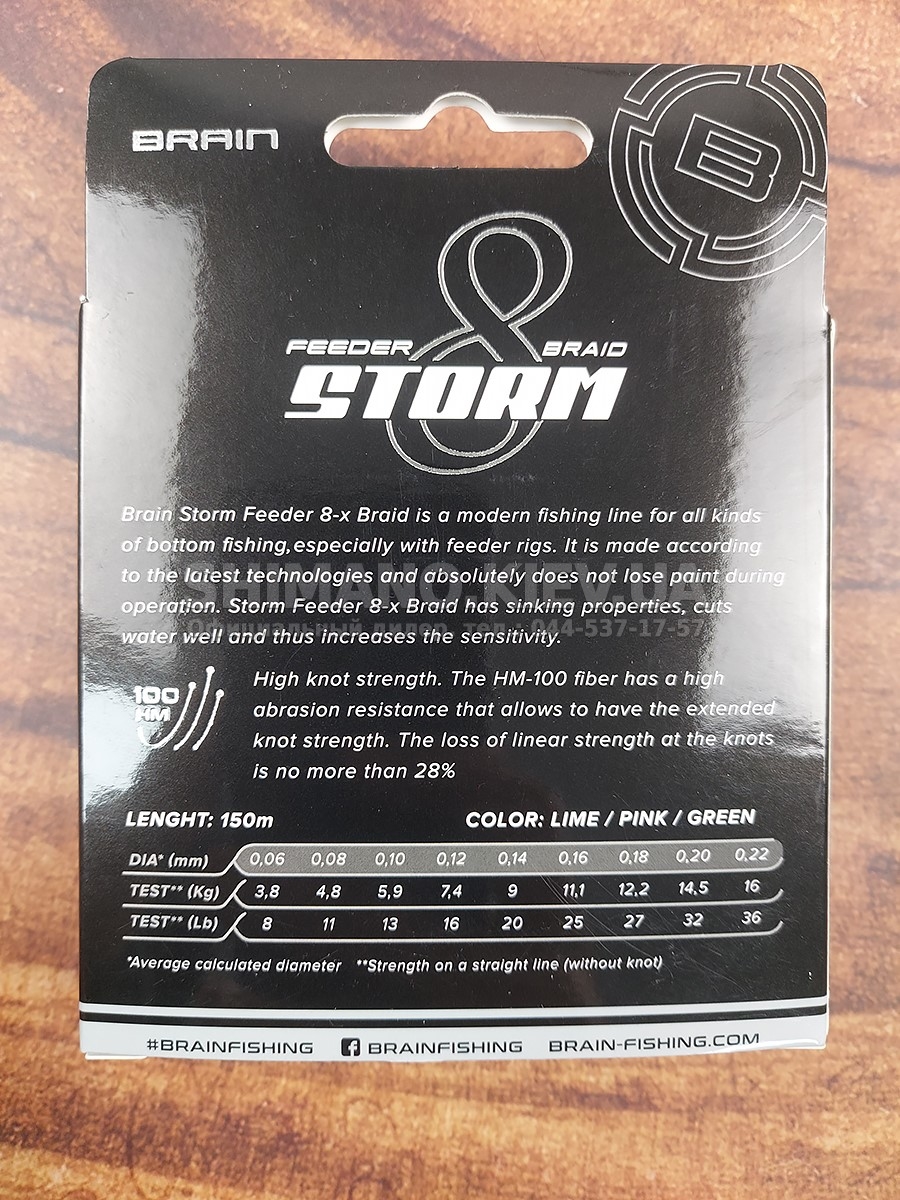 BRAIN
B
8
FEEDER BRAID
STORM
Brain Storm Feeder 8-x Braid is a modern fishing line for all kinds
of bottom fishing,especially with feeder rigs. It is made according
to the latest technologies and absolutely does not lose paint during
operation. Storm Feeder 8-x Braid has sinking properties, cuts
water well and thus increases the sensitivity.
SHIMANO.KIEV.UA
Официальный дилер тел.: 044-537-17-57
100
HM
High knot strength. The HM-100 fiber has a high
abrasion resistance that allows to have the extended
knot strength. The loss of linear strength at the knots
is no more than 28%
LENGHT: 150m COLOR: LIME / PINK / GREEN
DIA* (mm) 0,06 0,08 0,10 0,12 0,14 0,16 0,18 0,20 0,22
TEST** (Kg) 3,8 4,8 5,9 7,4 9 11,1 12,2 14,5 16
TEST** (Lb) 8 11 13 16 20 25 27 32 36
*Average calculated diameter **Strength on a straight line (without knot)
#BRAINFISHING f BRAINFISHING BRAIN-FISHING.COM